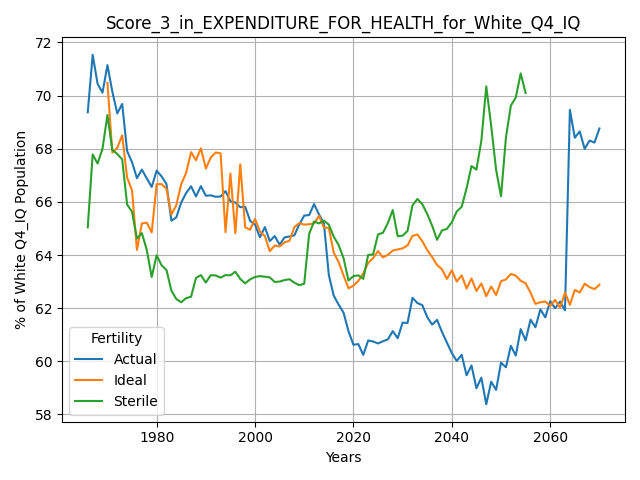 Score_3_in_EXPENDITURE_FOR_HEALTH_for_White_Q4_IQ
% of White Q4_IQ Population
72
70
68
66
64
62
60
58
Fertility
Actual
Ideal
Sterile
1980
2000
2020
2040
2060
Years